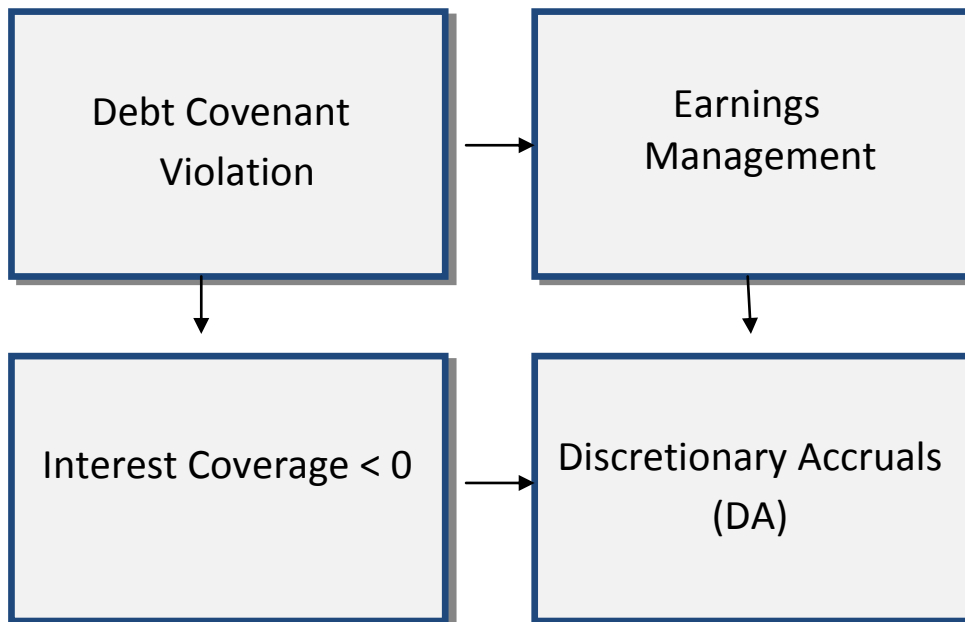 Debt Covenant
Violation
Earnings
Management
Interest Coverage < 0
Discretionary Accruals
(DA)